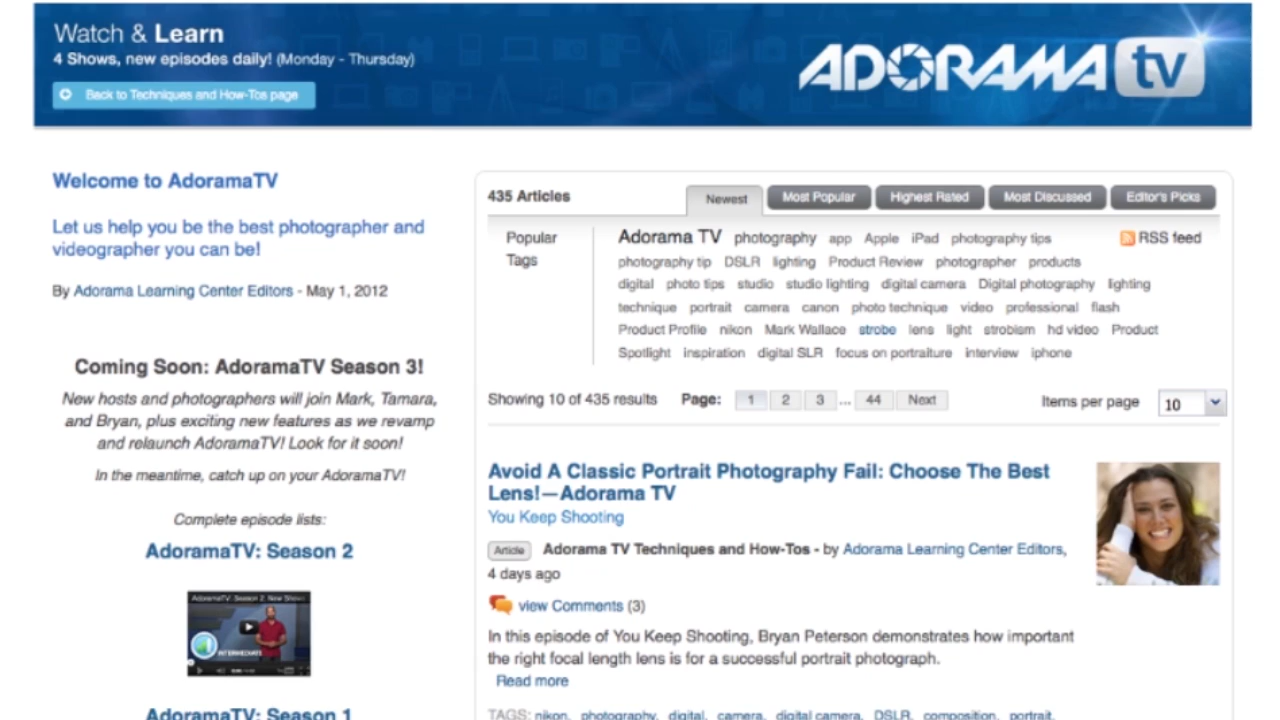 Watch & Learn
4 Shows, new episodes daily! (Monday - Thursday)
Back to Techniques and How-Tos page
ADORAMA tv
Welcome to AdoramaTV
Let us help you be the best photographer and
videographer you can be!
By Adorama Learning Center Editors - May 1, 2012
Coming Soon: AdoramaTV Season 3!
New hosts and photographers will join Mark, Tamara,
and Bryan, plus exciting new features as we revamp
and relaunch AdoramaTV! Look for it soon!
In the meantime, catch up on your AdoramaTV!
Complete episode lists:
AdoramaTV: Season 2
AdoramaTV: Season 2: New Shows
INTERMEDIATE
AdoramaTV: Season 1
435 Articles
Newest
Most Popular
Highest Rated
Most Discussed
Editor's Picks
Popular
Tags
Adorama TV photography app Apple iPad photography tips
RSS feed
photography tip DSLR lighting Product Review photographer products
digital photo tips studio studio lighting digital camera Digital photography lighting
technique portrait camera canon photo technique video professional flash
Product Profile nikon Mark Wallace strobe lens light strobism hd video Product
Spotlight inspiration digital SLR focus on portraiture interview iphone
Showing 10 of 435 results Page: 1 2 3 ... 44 Next
Items per page 10
Avoid A Classic Portrait Photography Fail: Choose The Best
Lens!—Adorama TV
You Keep Shooting
Article Adorama TV Techniques and How-Tos - by Adorama Learning Center Editors,
4 days ago
view Comments (3)
In this episode of You Keep Shooting, Bryan Peterson demonstrates how important
the right focal length lens is for a successful portrait photograph.
Read more
TAGS: nikon, photography, digital, camera, digital camera, DSLR, composition, portrait,